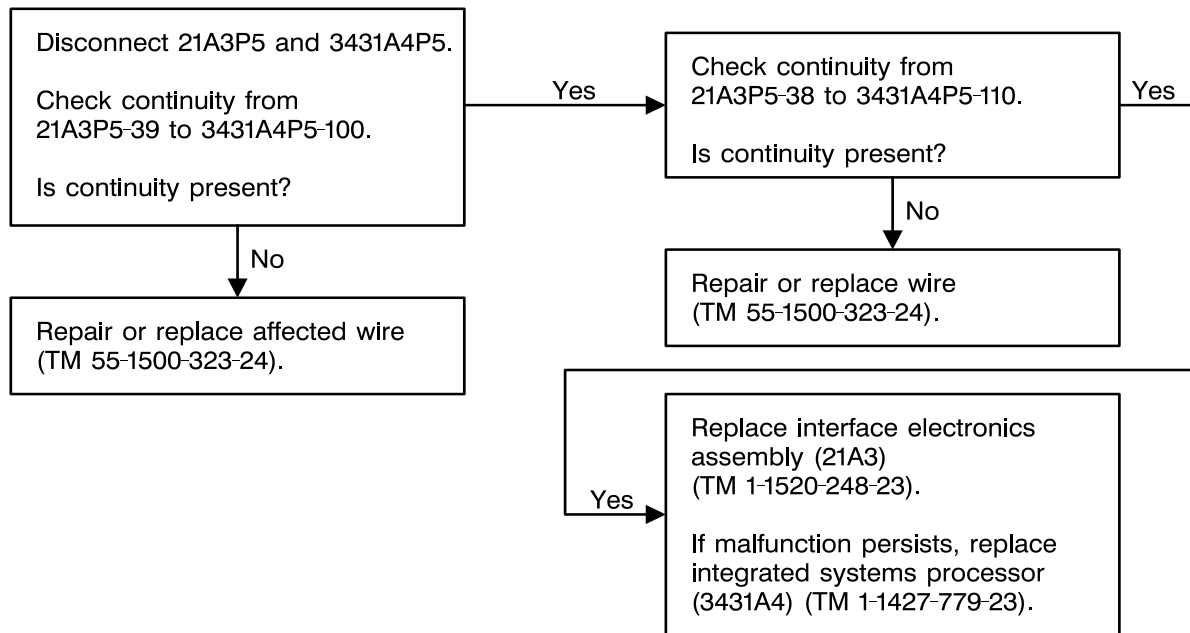 Disconnect 21A3P5 and 3431A4P5.
Check continuity from
21A3P5-39 to 3431A4P5-100.
Is continuity present?
Yes
Check continuity from
21A3P5-38 to 3431A4P5-110.
Is continuity present?
Yes
No
Repair or replace affected wire
(TM 55-1500-323-24).
No
Repair or replace wire
(TM 55-1500-323-24).
Yes
Replace interface electronics
assembly (21A3)
(TM 1-1520-248-23).
If malfunction persists, replace
integrated systems processor
(3431A4) (TM 1-1427-779-23).